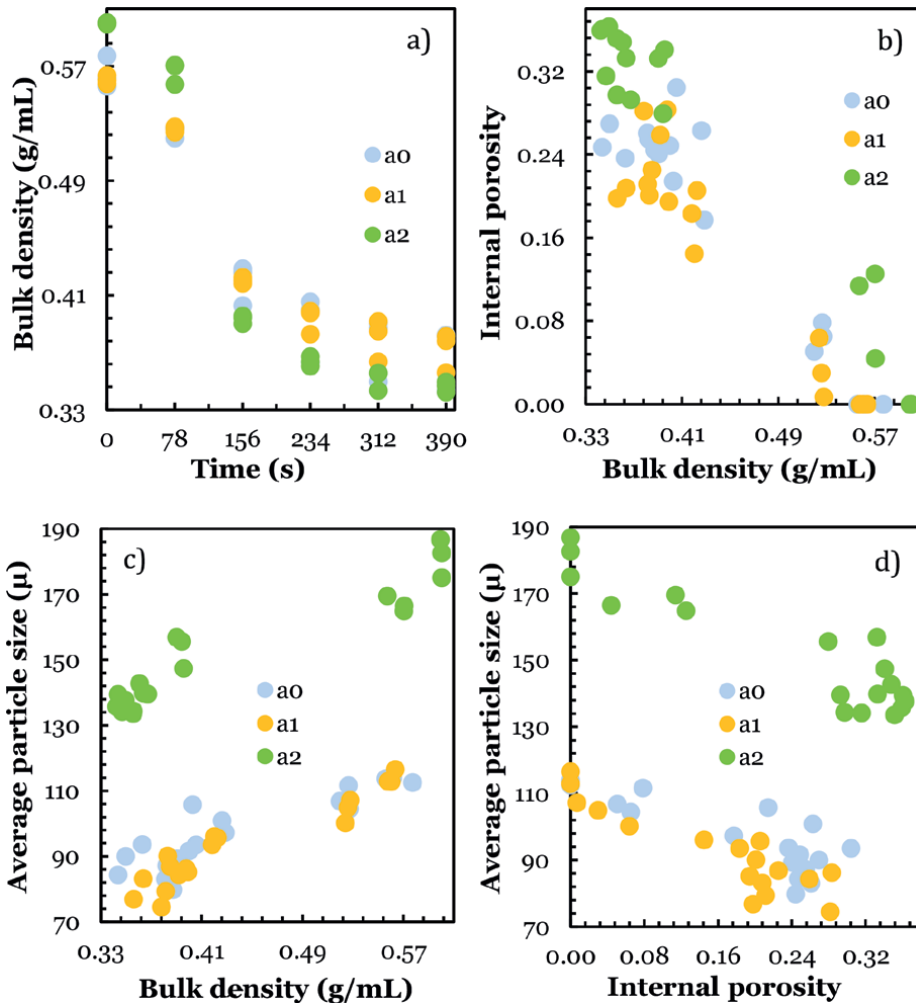 a)
Bulk density (g/mL)
0.57
0.49
0.41
0.33
a0
a1
a2
0 78 156 234 312 390
Time (s)
b)
Internal porosity
0.32
0.24
0.16
0.08
0.00
a0
a1
a2
0.33 0.41 0.49 0.57
Bulk density (g/mL)
c)
Average particle size (μ)
190
170
150
130
110
90
70
a0
a1
a2
0.33 0.41 0.49 0.57
Bulk density (g/mL)
d)
Average particle size (μ)
190
170
150
130
110
90
70
a0
a1
a2
0.00 0.08 0.16 0.24 0.32
Internal porosity